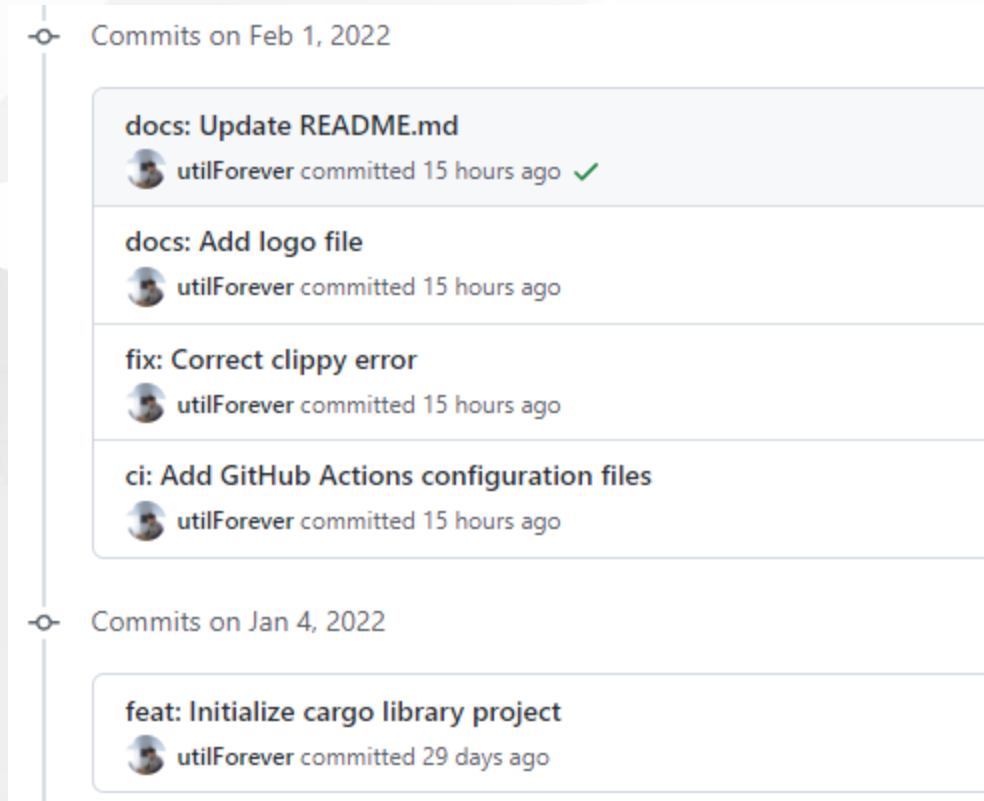 Commits on Feb 1, 2022
docs: Update README.md
utilForever committed 15 hours ago
docs: Add logo file
utilForever committed 15 hours ago
fix: Correct clippy error
utilForever committed 15 hours ago
ci: Add GitHub Actions configuration files
utilForever committed 15 hours ago
Commits on Jan 4, 2022
feat: Initialize cargo library project
utilForever committed 29 days ago